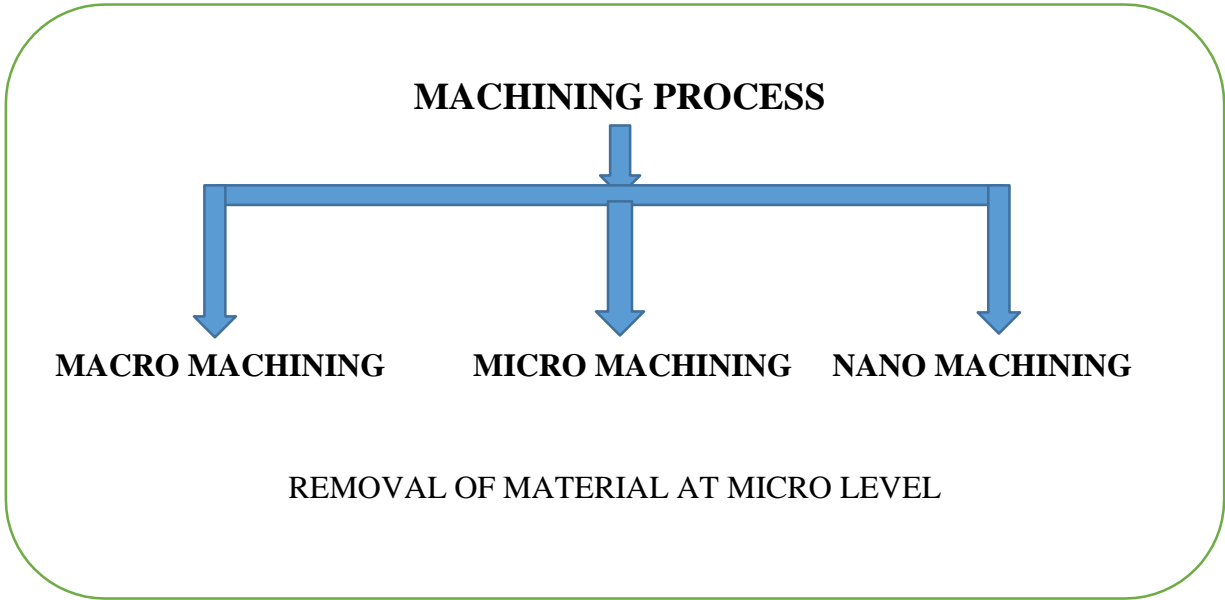 MACHINING PROCESS
MACRO MACHINING MICRO MACHINING NANO MACHINING
REMOVAL OF MATERIAL AT MICRO LEVEL